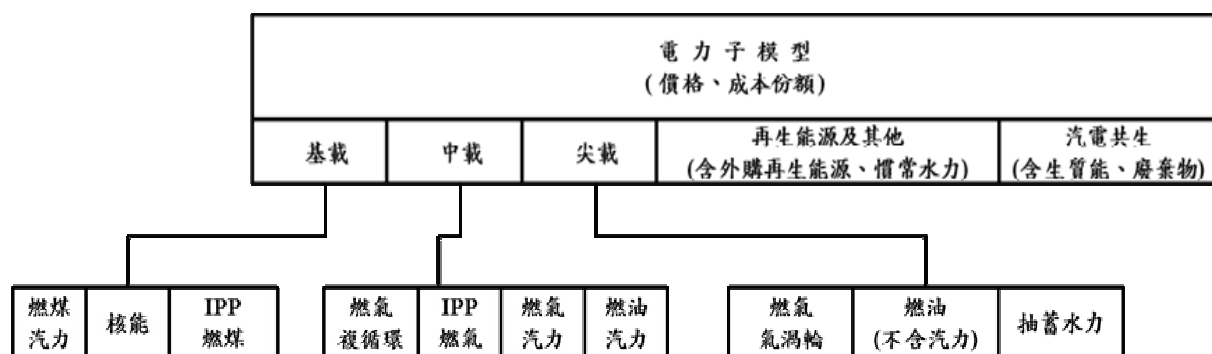 電力子模型
(價格、成本份額)
基載
中載
尖載
再生能源及其他
(含外購再生能源、慣常水力)
汽電共生
(含生質能、廢棄物)
燃煤
汽力
核能
IPP
燃煤
燃氣
複循環
IPP
燃氣
燃氣
汽力
燃油
汽力
燃氣
氣渦輪
燃油
(不含汽力)
抽蓄水力